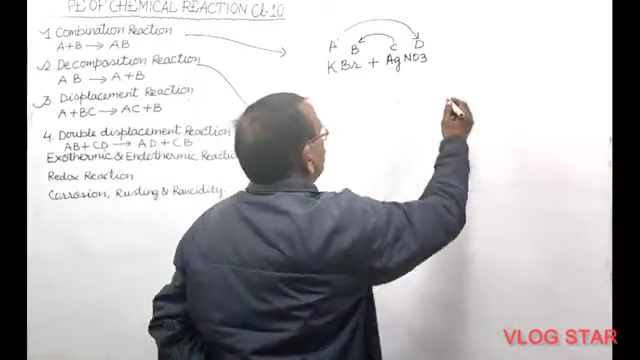 PE OF CHEMICAL REACTION Cl-10
1 Combination Reaction
A+B → AB
2. Decomposition Reaction
A B → A + B
3. Displacement Reaction
A + BC → AC + B
4. Double displacement Reaction
AB + CD → AD + CB
Exothermic & Endothermic Reactio
Redox Reaction
Corrosion, Rusting & Rancidity
A B C D
KBr + AgNO3
VLOG STAR